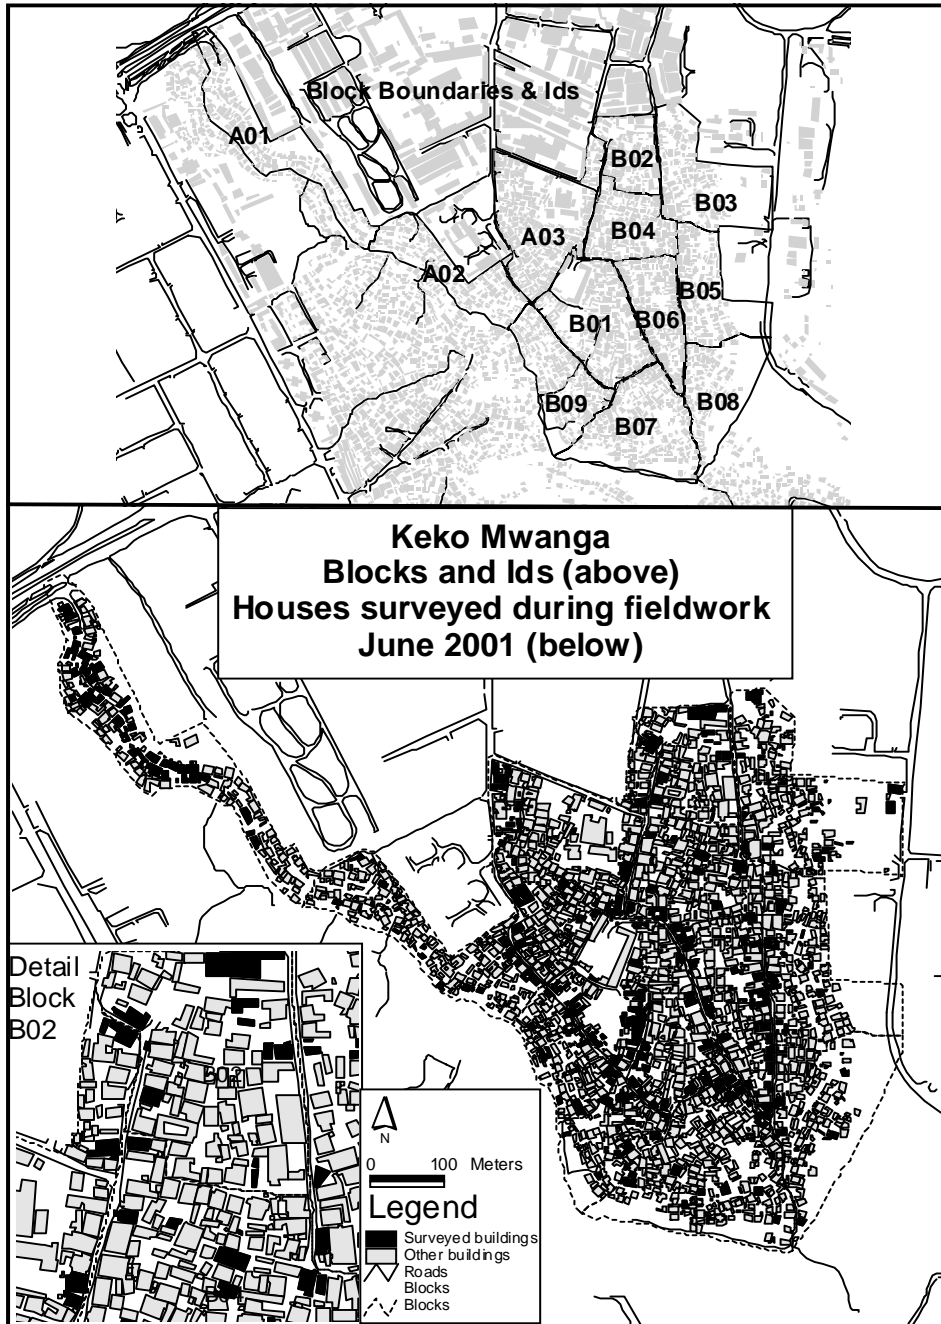 Block Boundaries & Ids
A01
B02
B03
A03
B04
A02
B05
B01
B06
B09
B08
B07
Keko Mwanga
Blocks and Ids (above)
Houses surveyed during fieldwork
June 2001 (below)
Detail
Block
B02
N
0 100 Meters
Legend
Surveyed buildings
Other buildings
Roads
Blocks
Blocks